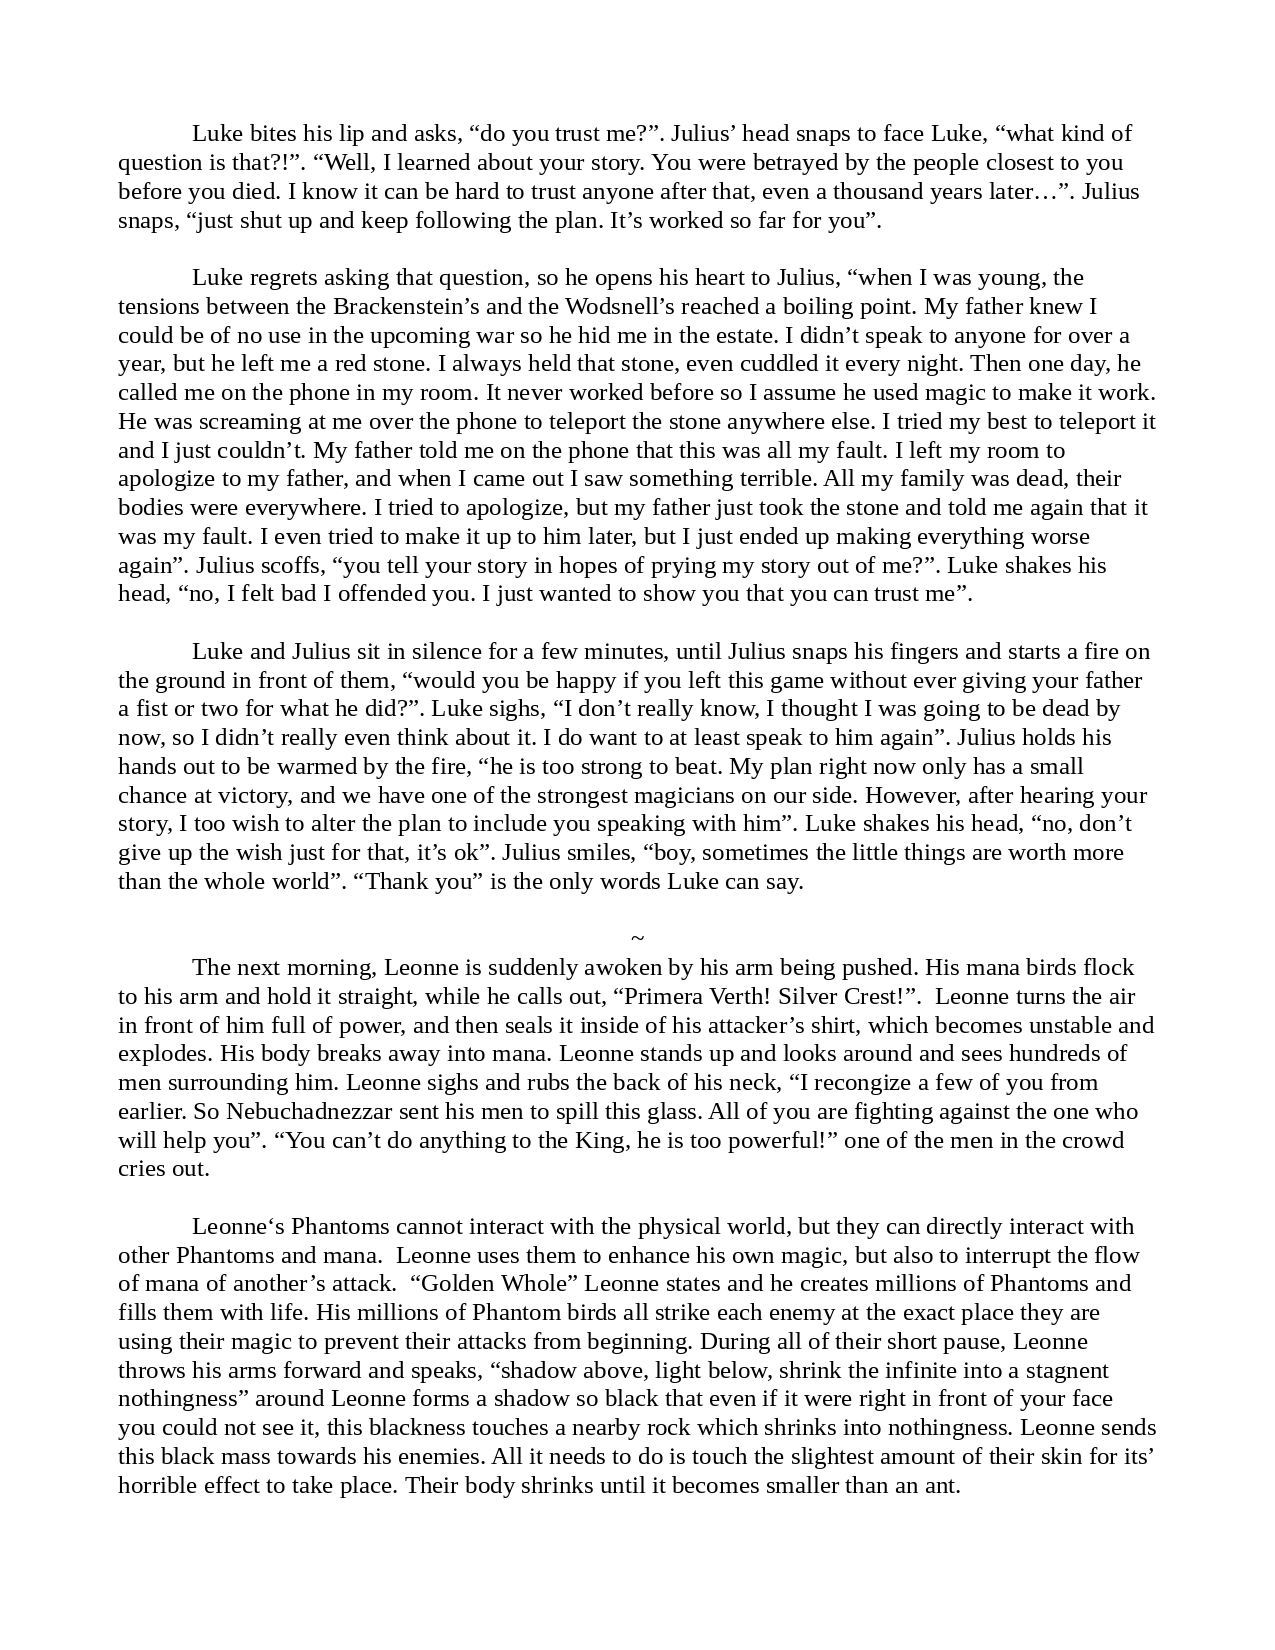 Luke bites his lip and asks, “do you trust me?”. Julius’ head snaps to face Luke, “what kind of
question is that?!”. “Well, I learned about your story. You were betrayed by the people closest to you
before you died. I know it can be hard to trust anyone after that, even a thousand years later…”. Julius
snaps, “just shut up and keep following the plan. It’s worked so far for you”.
Luke regrets asking that question, so he opens his heart to Julius, “when I was young, the
tensions between the Brackenstein’s and the Wodsnell’s reached a boiling point. My father knew I
could be of no use in the upcoming war so he hid me in the estate. I didn’t speak to anyone for over a
year, but he left me a red stone. I always held that stone, even cuddled it every night. Then one day, he
called me on the phone in my room. It never worked before so I assume he used magic to make it work.
He was screaming at me over the phone to teleport the stone anywhere else. I tried my best to teleport it
and I just couldn’t. My father told me on the phone that this was all my fault. I left my room to
apologize to my father, and when I came out I saw something terrible. All my family was dead, their
bodies were everywhere. I tried to apologize, but my father just took the stone and told me again that it
was my fault. I even tried to make it up to him later, but I just ended up making everything worse
again”. Julius scoffs, “you tell your story in hopes of prying my story out of me?”. Luke shakes his
head, “no, I felt bad I offended you. I just wanted to show you that you can trust me”.
Luke and Julius sit in silence for a few minutes, until Julius snaps his fingers and starts a fire on
the ground in front of them, “would you be happy if you left this game without ever giving your father
a fist or two for what he did?”. Luke sighs, “I don’t really know, I thought I was going to be dead by
now, so I didn’t really even think about it. I do want to at least speak to him again”. Julius holds his
hands out to be warmed by the fire, “he is too strong to beat. My plan right now only has a small
chance at victory, and we have one of the strongest magicians on our side. However, after hearing your
story, I too wish to alter the plan to include you speaking with him”. Luke shakes his head, “no, don’t
give up the wish just for that, it’s ok”. Julius smiles, “boy, sometimes the little things are worth more
than the whole world”. “Thank you” is the only words Luke can say.
~
The next morning, Leonne is suddenly awoken by his arm being pushed. His mana birds flock
to his arm and hold it straight, while he calls out, “Primera Verth! Silver Crest!”.  Leonne turns the air
in front of him full of power, and then seals it inside of his attacker’s shirt, which becomes unstable and
explodes. His body breaks away into mana. Leonne stands up and looks around and sees hundreds of
men surrounding him. Leonne sighs and rubs the back of his neck, “I recongize a few of you from
earlier. So Nebuchadnezzar sent his men to spill this glass. All of you are fighting against the one who
will help you”. “You can’t do anything to the King, he is too powerful!” one of the men in the crowd
cries out.
Leonne‘s Phantoms cannot interact with the physical world, but they can directly interact with
other Phantoms and mana.  Leonne uses them to enhance his own magic, but also to interrupt the flow
of mana of another’s attack.  “Golden Whole” Leonne states and he creates millions of Phantoms and
fills them with life. His millions of Phantom birds all strike each enemy at the exact place they are
using their magic to prevent their attacks from beginning. During all of their short pause, Leonne
throws his arms forward and speaks, “shadow above, light below, shrink the infinite into a stagnent
nothingness” around Leonne forms a shadow so black that even if it were right in front of your face
you could not see it, this blackness touches a nearby rock which shrinks into nothingness. Leonne sends
this black mass towards his enemies. All it needs to do is touch the slightest amount of their skin for its’
horrible effect to take place. Their body shrinks until it becomes smaller than an ant.